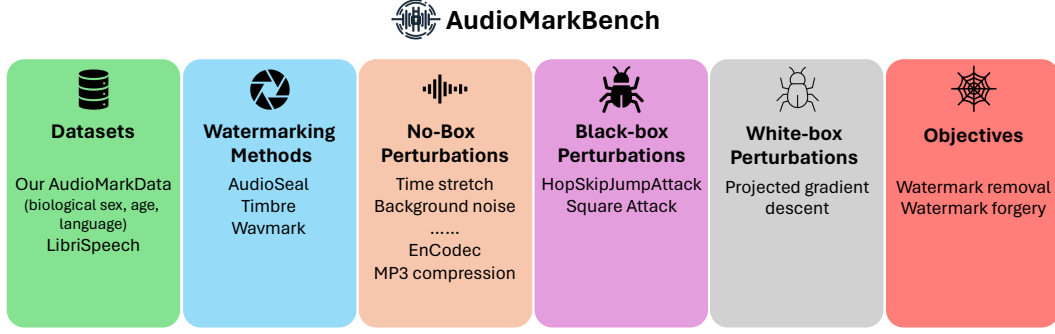 AudioMarkBench
Datasets
Our AudioMarkData
(biological sex, age,
language)
LibriSpeech
Watermarking
Methods
AudioSeal
Timbre
Wavmark
No-Box
Perturbations
Time stretch
Background noise
......
EnCodec
MP3 compression
Black-box
Perturbations
HopSkipJumpAttack
Square Attack
White-box
Perturbations
Projected gradient
descent
Objectives
Watermark removal
Watermark forgery